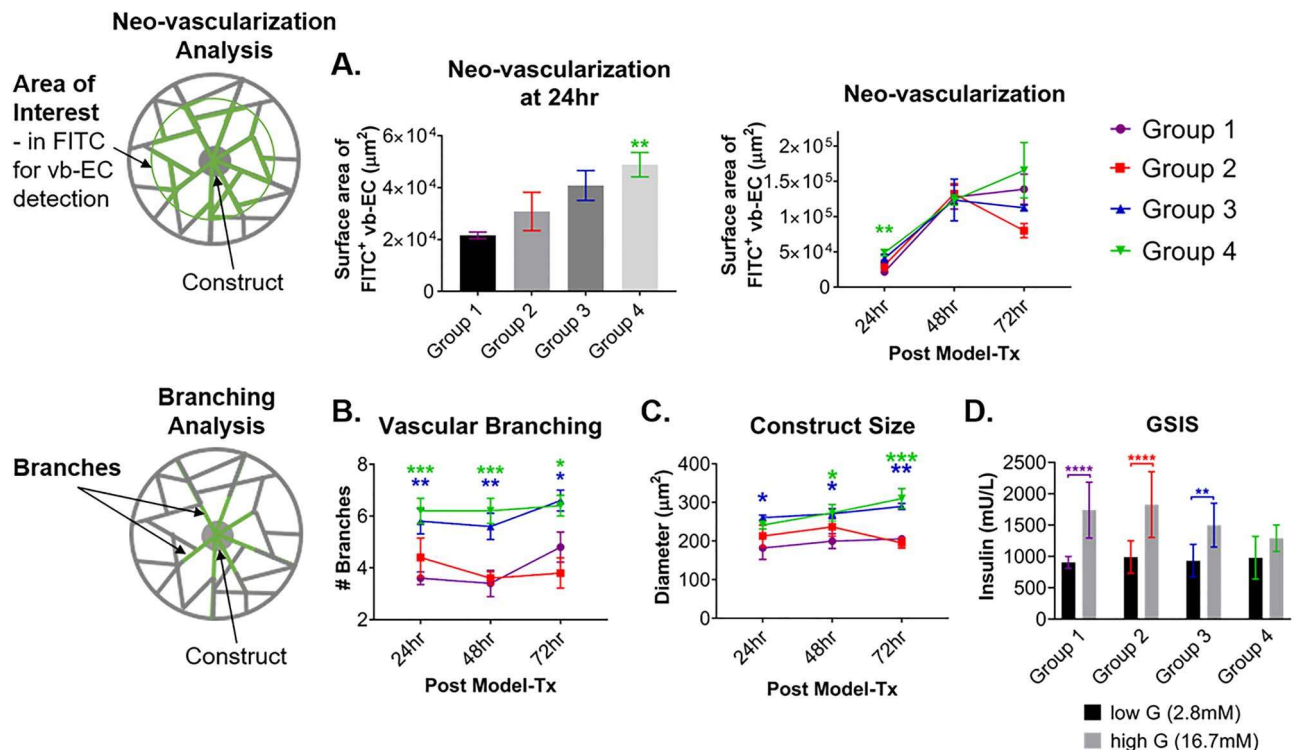 Neo-vascularization
Analysis
Area of
Interest
- in FITC
for vb-EC
detection
Construct
A.
Neo-vascularization
at 24hr
Surface area of
FITC⁺ vb-EC (μm²)
6×10⁴
4×10⁴
2×10⁴
0
**
Group 1
Group 2
Group 3
Group 4
Neo-vascularization
Surface area of
FITC⁺ vb-EC (μm²)
2×10⁵
1.5×10⁵
1×10⁵
5×10⁴
0
**
24hr
48hr
72hr
Post Model-Tx
Group 1
Group 2
Group 3
Group 4
Branching
Analysis
Branches
Construct
B.
Vascular Branching
# Branches
8
6
4
2
*** *** *
** ** *
24hr
48hr
72hr
Post Model-Tx
C.
Construct Size
Diameter (μm²)
400
300
200
100
0
* ***
* * **
24hr
48hr
72hr
Post Model-Tx
D.
GSIS
Insulin (mU/L)
2500
2000
1500
1000
500
0
**** **** **
Group 1
Group 2
Group 3
Group 4
low G (2.8mM)
high G (16.7mM)